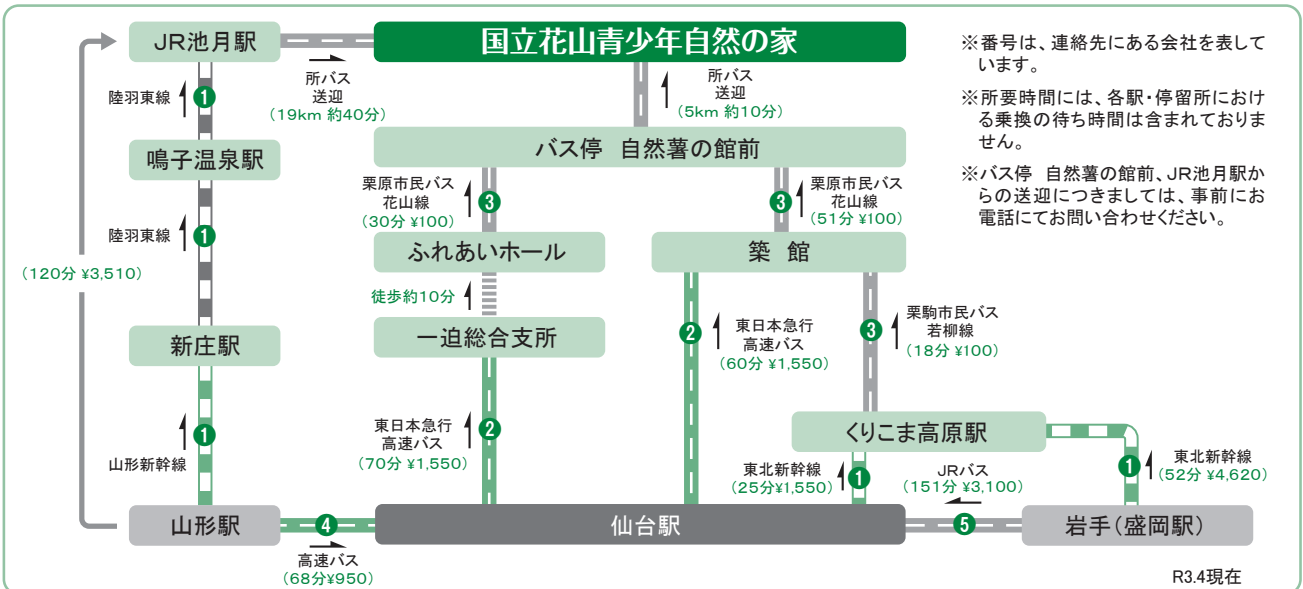 JR池月駅
国立花山青少年自然の家
所バス
送迎
(19km 約40分)
所バス
送迎
(5km 約10分)
※番号は、連絡先にある会社を表して
います。
※所要時間には、各駅・停留所におけ
る乗換の待ち時間は含まれておりま
せん。
※バス停 自然薯の館前、JR池月駅か
らの送迎につきましては、事前にお
電話にてお問い合わせください。
陸羽東線
1
鳴子温泉駅
バス停 自然薯の館前
栗原市民バス
花山線
(30分 ¥100)
3
3
栗原市民バス
花山線
(51分 ¥100)
陸羽東線
1
(120分 ¥3,510)
ふれあいホール
築 館
徒歩約10分
新庄駅
一迫総合支所
2
東日本急行
高速バス
(60分 ¥1,550)
3
栗駒市民バス
若柳線
(18分 ¥100)
1
山形新幹線
東日本急行
高速バス
(70分 ¥1,550)
2
くりこま高原駅
東北新幹線
(25分¥1,550)
1
JRバス
(151分 ¥3,100)
1
東北新幹線
(52分 ¥4,620)
山形駅
4
高速バス
(68分¥950)
仙台駅
5
岩手(盛岡駅)
R3.4現在